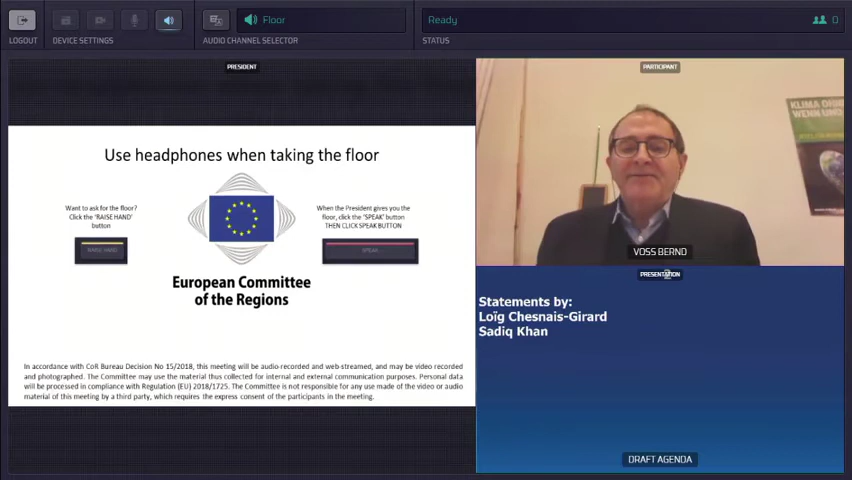 Floor
Ready
0
LOGOUT
DEVICE SETTINGS
AUDIO CHANNEL SELECTOR
STATUS
PRESIDENT
Use headphones when taking the floor
Want to ask for the floor?
Click the 'RAISE HAND'
button
RAISE HAND
When the President gives you the
floor, click the 'SPEAK' button
THEN CLICK SPEAK BUTTON
SPEAK
European Committee
of the Regions
In accordance with CoR Bureau Decision No 15/2018, this meeting will be audio-recorded and web-streamed, and may be video recorded
and photographed. The Committee may use the material thus collected for internal and external communication purposes. Personal data
will be processed in compliance with Regulation (EU) 2018/1725. The Committee is not responsible for any use made of the video or audio
material of this meeting by a third party, which requires the express consent of the participants in the meeting.
PARTICIPANT
KLIMA OHN
WENN UND
VOSS BERND
PRESENTATION
Statements by:
Loïg Chesnais-Girard
Sadiq Khan
DRAFT AGENDA